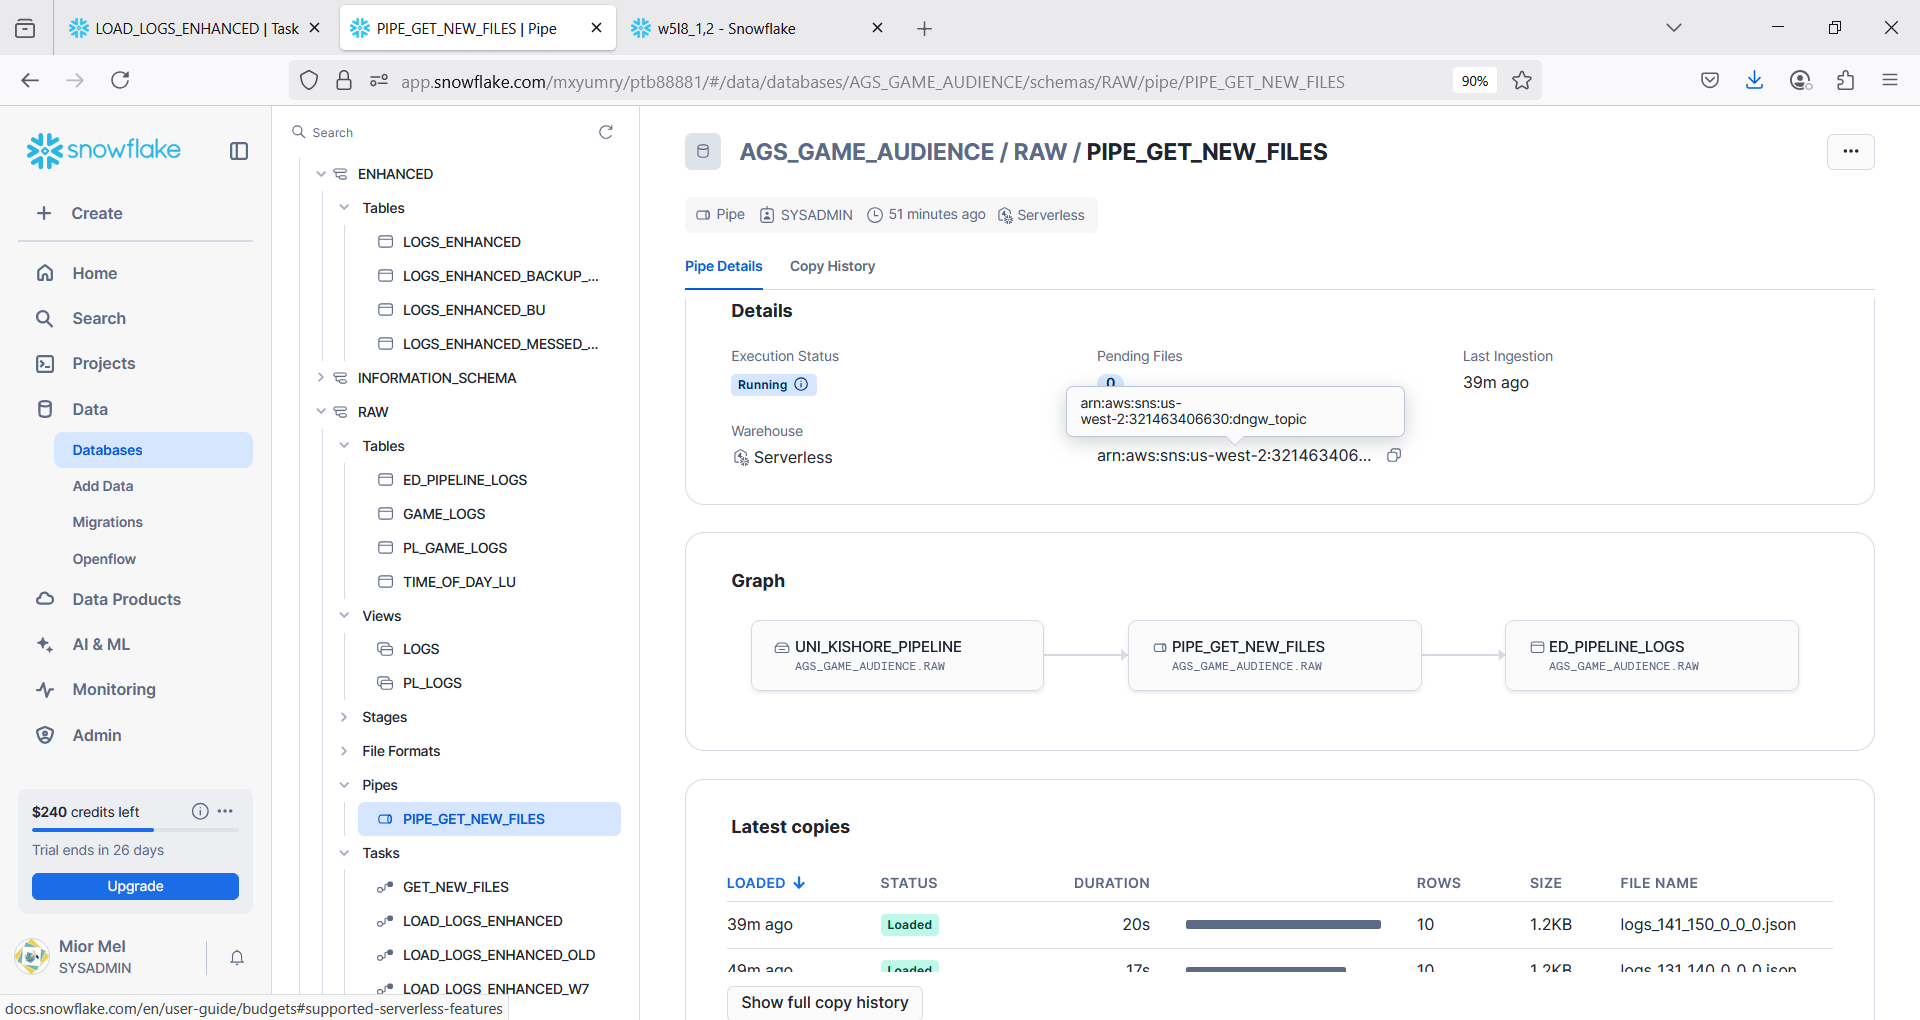 LOAD_LOGS_ENHANCED | Task
PIPE_GET_NEW_FILES | Pipe
w5l8_1,2 - Snowflake
app.snowflake.com/mxyumry/ptb88881/#/data/databases/AGS_GAME_AUDIENCE/schemas/RAW/pipe/PIPE_GET_NEW_FILES
90%
snowflake
Create
Home
Search
Projects
Data
Databases
Add Data
Migrations
Openflow
Data Products
AI & ML
Monitoring
Admin
$240 credits left
Trial ends in 26 days
Upgrade
Mior Mel
SYSADMIN
docs.snowflake.com/en/user-guide/budgets#supported-serverless-features
Search
ENHANCED
Tables
LOGS_ENHANCED
LOGS_ENHANCED_BACKUP_...
LOGS_ENHANCED_BU
LOGS_ENHANCED_MESSED_...
INFORMATION_SCHEMA
RAW
Tables
ED_PIPELINE_LOGS
GAME_LOGS
PL_GAME_LOGS
TIME_OF_DAY_LU
Views
LOGS
PL_LOGS
Stages
File Formats
Pipes
PIPE_GET_NEW_FILES
Tasks
GET_NEW_FILES
LOAD_LOGS_ENHANCED
LOAD_LOGS_ENHANCED_OLD
LOAD_LOGS_ENHANCED_W7
AGS_GAME_AUDIENCE / RAW / PIPE_GET_NEW_FILES
Pipe SYSADMIN 51 minutes ago Serverless
Pipe Details Copy History
Details
Execution Status Pending Files Last Ingestion
Running 0 39m ago
arn:aws:sns:us-
west-2:321463406630:dngw_topic
Warehouse
Serverless arn:aws:sns:us-west-2:321463406...
Graph
UNI_KISHORE_PIPELINE
AGS_GAME_AUDIENCE.RAW
PIPE_GET_NEW_FILES
AGS_GAME_AUDIENCE.RAW
ED_PIPELINE_LOGS
AGS_GAME_AUDIENCE.RAW
Latest copies
LOADED STATUS DURATION ROWS SIZE FILE NAME
39m ago Loaded 20s 10 1.2KB logs_141_150_0_0_0.json
49m ago Loaded 17s 10 1.2KB logs_131_140_0_0_0.json
Show full copy history